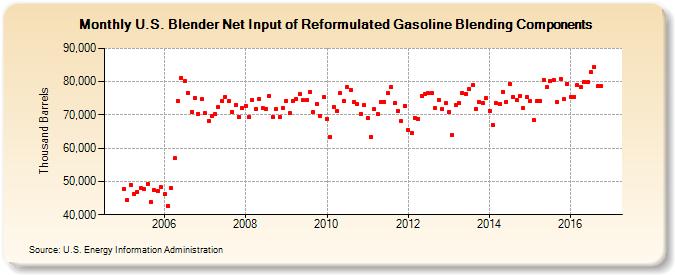 Monthly U.S. Blender Net Input of Reformulated Gasoline Blending Components
Thousand Barrels
90,000
80,000
70,000
60,000
50,000
40,000
2006 2008 2010 2012 2014 2016
Source: U.S. Energy Information Administration